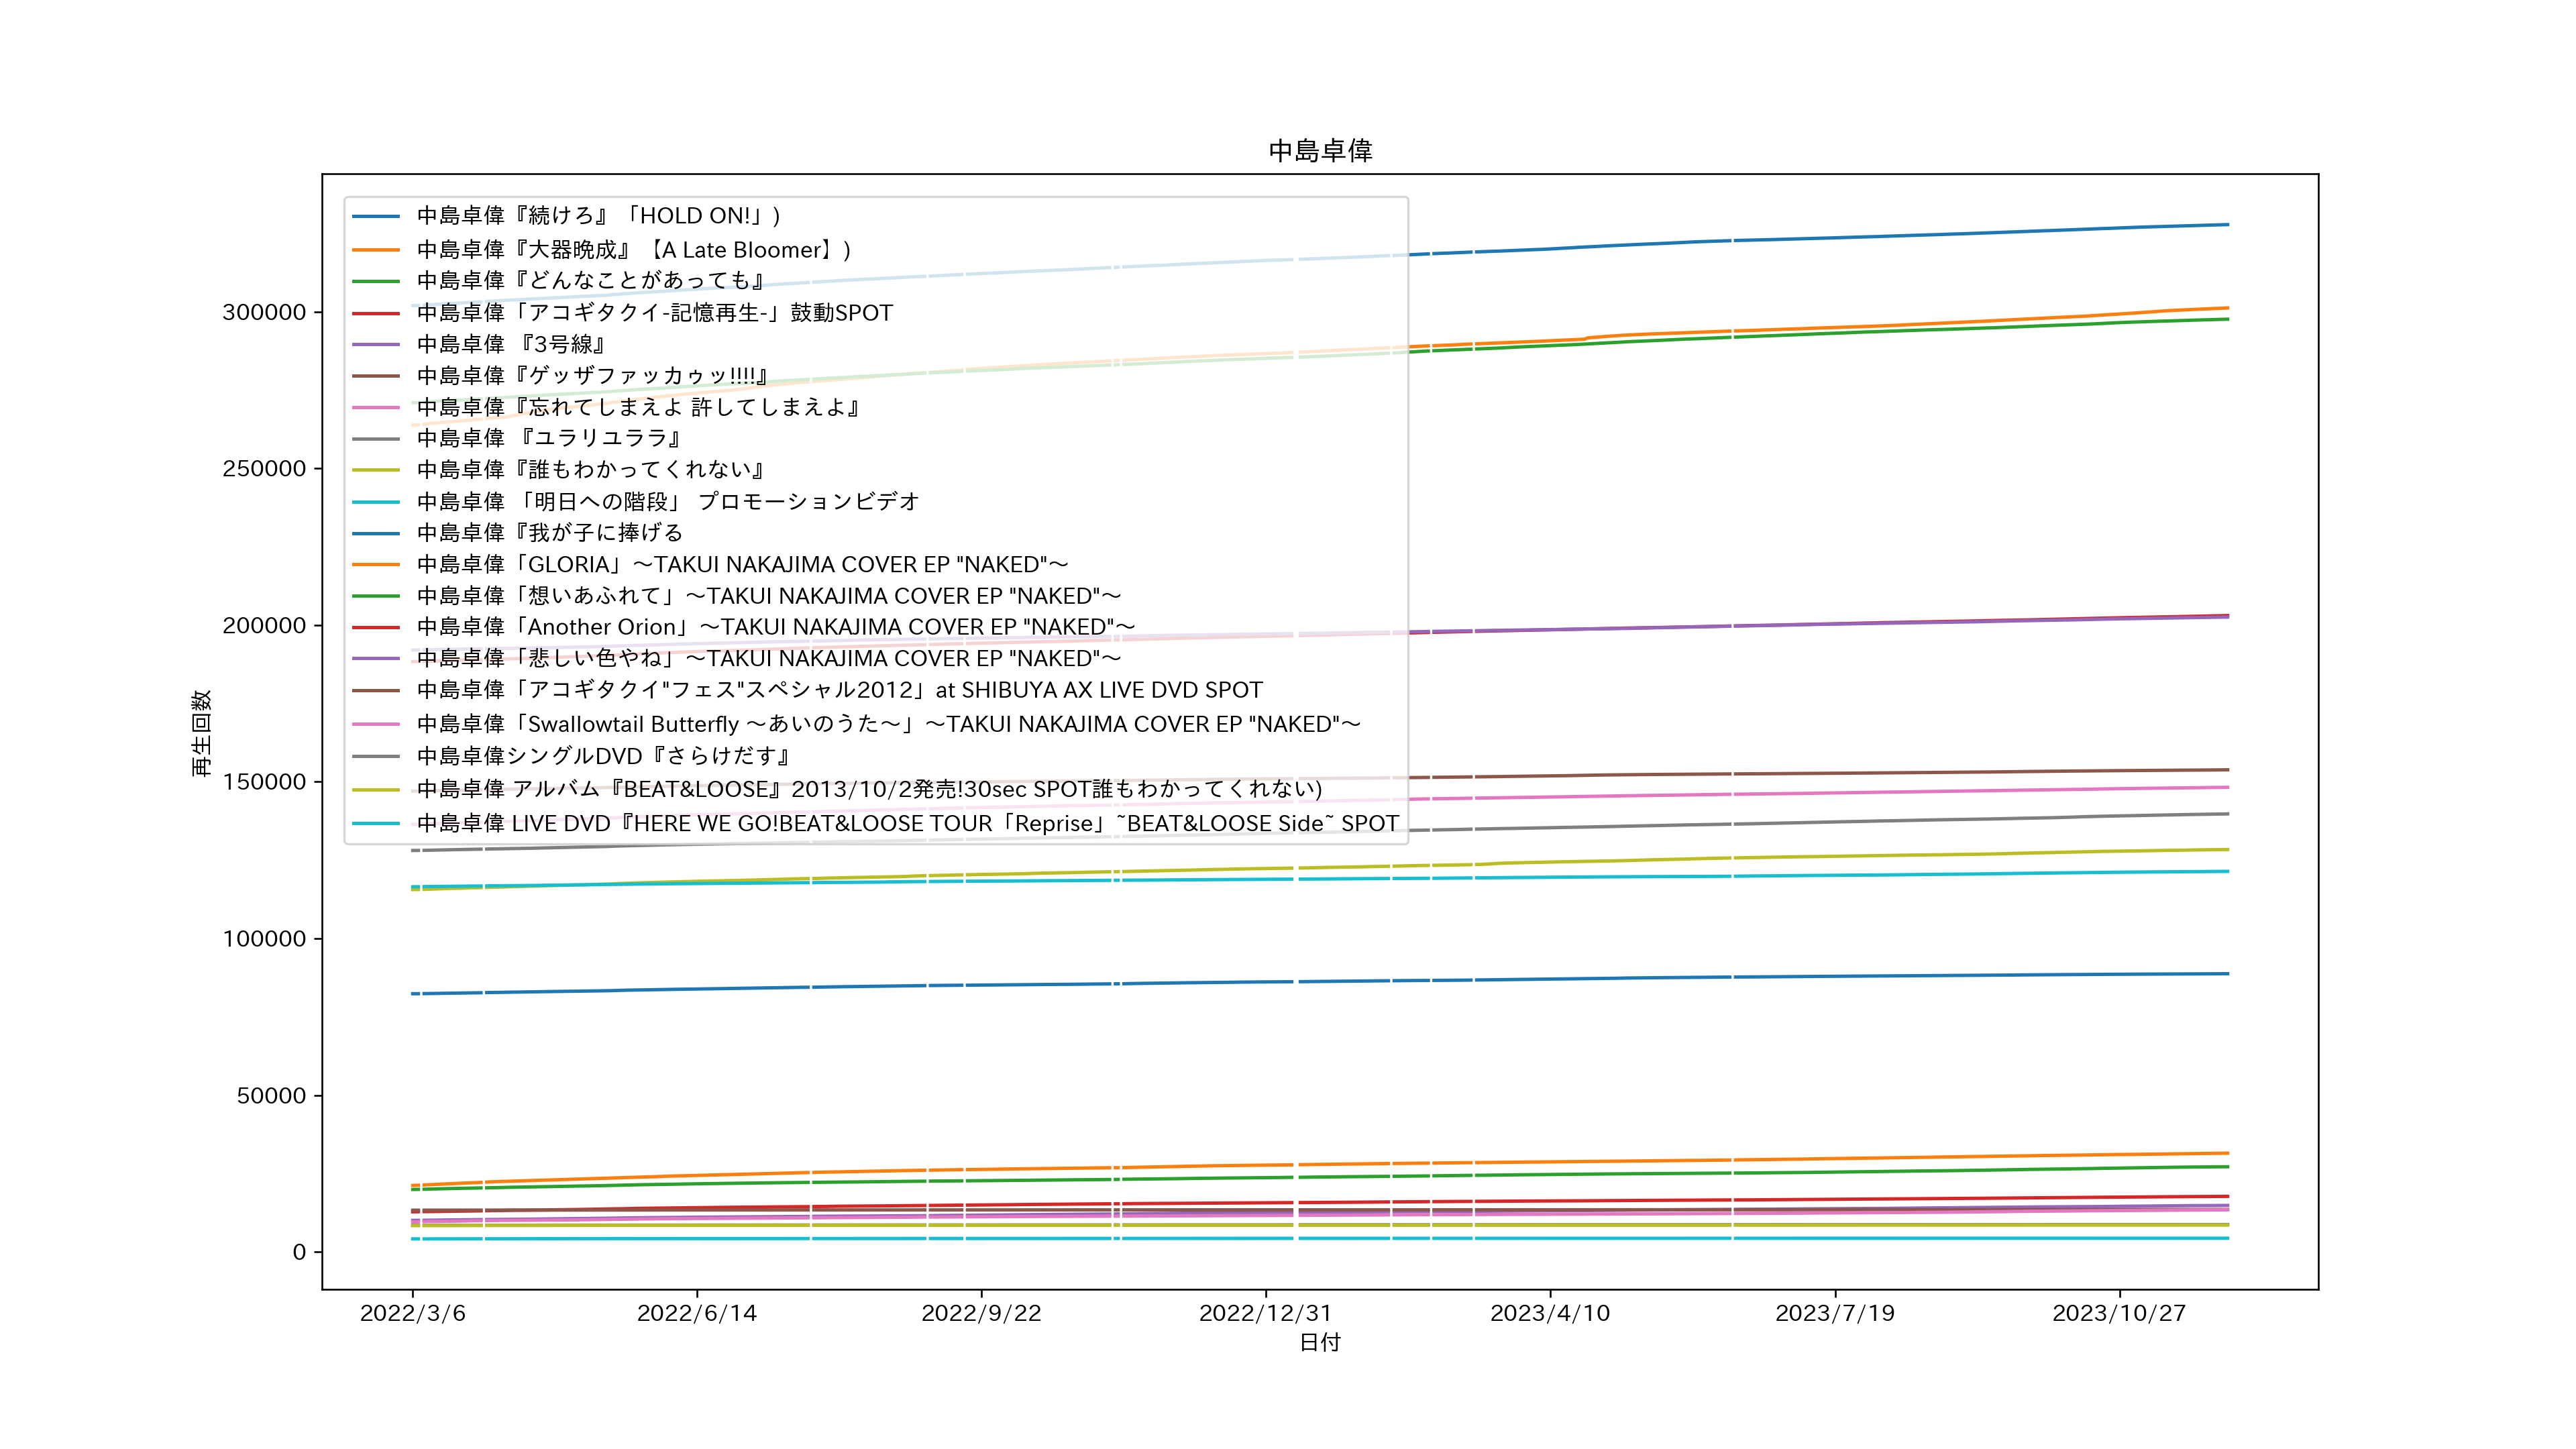 中島卓偉
中島卓偉『続けろ』「HOLD ON!」)
中島卓偉『大器晩成』【A Late Bloomer】)
中島卓偉『どんなことがあっても』
中島卓偉「アコギタクイ-記憶再生-」鼓動SPOT
中島卓偉 『3号線』
中島卓偉『ゲッザファッカゥッ!!!!』
中島卓偉『忘れてしまえよ 許してしまえよ』
中島卓偉 『ユラリユララ』
中島卓偉『誰もわかってくれない』
中島卓偉 「明日への階段」 プロモーションビデオ
中島卓偉『我が子に捧げる
中島卓偉「GLORIA」〜TAKUI NAKAJIMA COVER EP "NAKED"〜
中島卓偉「想いあふれて」〜TAKUI NAKAJIMA COVER EP "NAKED"〜
中島卓偉「Another Orion」〜TAKUI NAKAJIMA COVER EP "NAKED"〜
中島卓偉「悲しい色やね」〜TAKUI NAKAJIMA COVER EP "NAKED"〜
中島卓偉「アコギタクイ"フェス"スペシャル2012」at SHIBUYA AX LIVE DVD SPOT
中島卓偉「Swallowtail Butterfly 〜あいのうた〜」〜TAKUI NAKAJIMA COVER EP "NAKED"〜
中島卓偉シングルDVD『さらけだす』
中島卓偉 アルバム『BEAT&LOOSE』2013/10/2発売!30sec SPOT誰もわかってくれない)
中島卓偉 LIVE DVD『HERE WE GO!BEAT&LOOSE TOUR「Reprise」~BEAT&LOOSE Side~ SPOT
再生回数
300000
250000
200000
150000
100000
50000
0
2022/3/6
2022/6/14
2022/9/22
2022/12/31
2023/4/10
2023/7/19
2023/10/27
日付